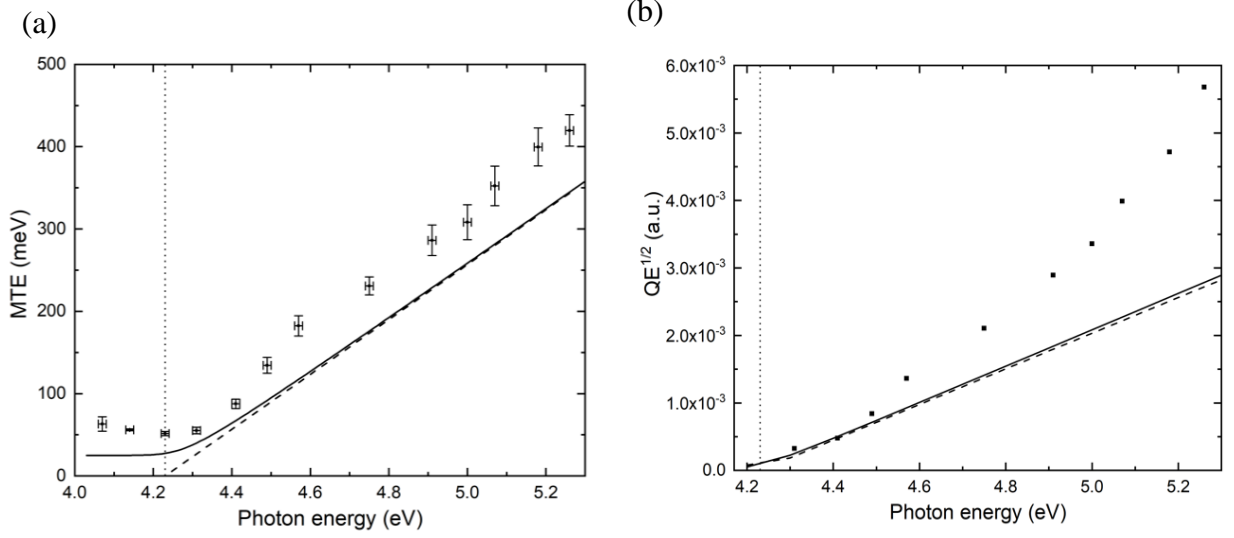 (a)
(b)
500
400
300
200
100
0
MTE (meV)
4.0 4.2 4.4 4.6 4.8 5.0 5.2
Photon energy (eV)
6.0x10⁻³
5.0x10⁻³
4.0x10⁻³
3.0x10⁻³
2.0x10⁻³
1.0x10⁻³
0.0
QE¹ᐟ² (a.u.)
4.2 4.4 4.6 4.8 5.0 5.2
Photon energy (eV)